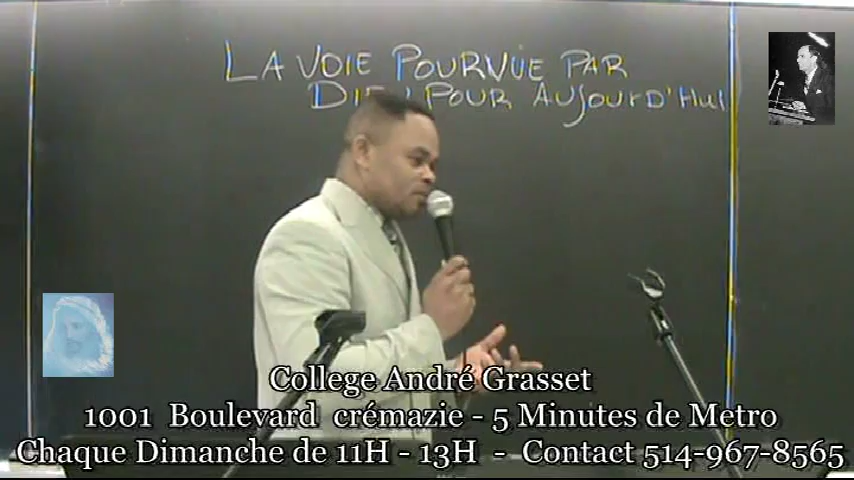 LA VOIE POURVUE PAR
DIEU POUR AUJOURD'HUI
College André Grasset
1001 Boulevard crémazie - 5 Minutes de Metro
Chaque Dimanche de 11H - 13H - Contact 514-967-8565